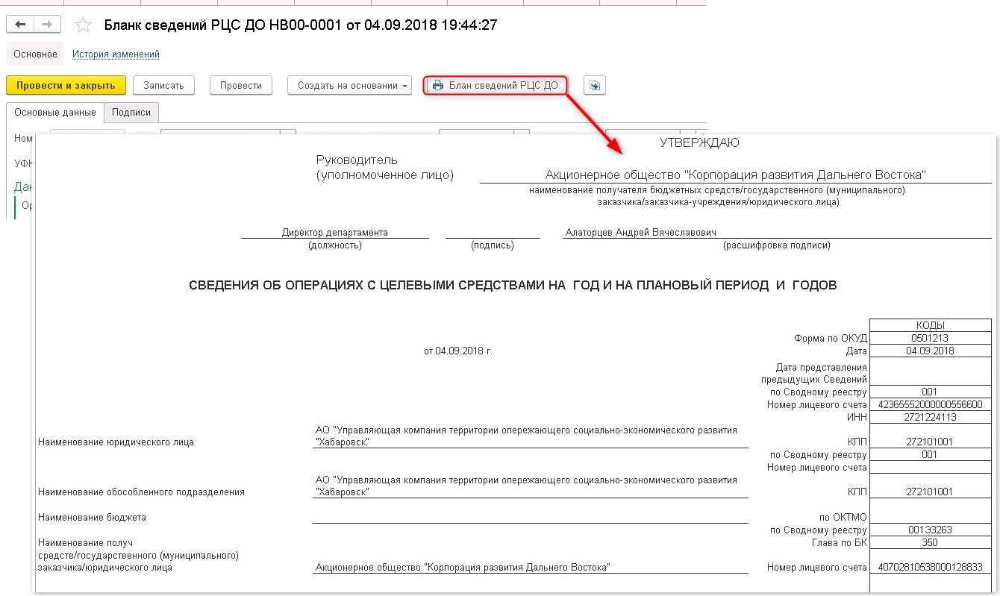 Бланк сведений РЦС ДО НВ00-0001 от 04.09.2018 19:44:27
Основное История изменений
Провести и закрыть Записать Провести Создать на основании Блан сведений РЦС ДО
Основные данные Подписи
Ном
УФК
Дан
Ор
УТВЕРЖДАЮ
Руководитель
(уполномоченное лицо) Акционерное общество "Корпорация развития Дальнего Востока"
наименование получателя бюджетных средств/государственного (муниципального)
заказчика/заказчика-учреждения/юридического лица)
Директор департамента Алаторцев Андрей Вячеславович
(должность) (подпись) (расшифровка подписи)
СВЕДЕНИЯ ОБ ОПЕРАЦИЯХ С ЦЕЛЕВЫМИ СРЕДСТВАМИ НА ГОД И НА ПЛАНОВЫЙ ПЕРИОД И ГОДОВ
КОДЫ
Форма по ОКУД 0501213
от 04.09.2018 г. Дата 04.09.2018
Дата представления
предыдущих Сведений
по Сводному реестру 001
Номер лицевого счета 42365552000000556600
ИНН 2721224113
АО "Управляющая компания территории опережающего социально-экономического развития
Наименование юридического лица "Хабаровск" КПП 272101001
по Сводному реестру 001
Номер лицевого счета
АО "Управляющая компания территории опережающего социально-экономического развития
Наименование обособленного подразделения "Хабаровск" КПП 272101001
Наименование бюджета по ОКТМО
по Сводному реестру 001Э3263
Наименование получ Глава по БК 350
средств/государственного (муниципального)
заказчика/юридического лица Акционерное общество "Корпорация развития Дальнего Востока" Номер лицевого счета 40702810538000128833